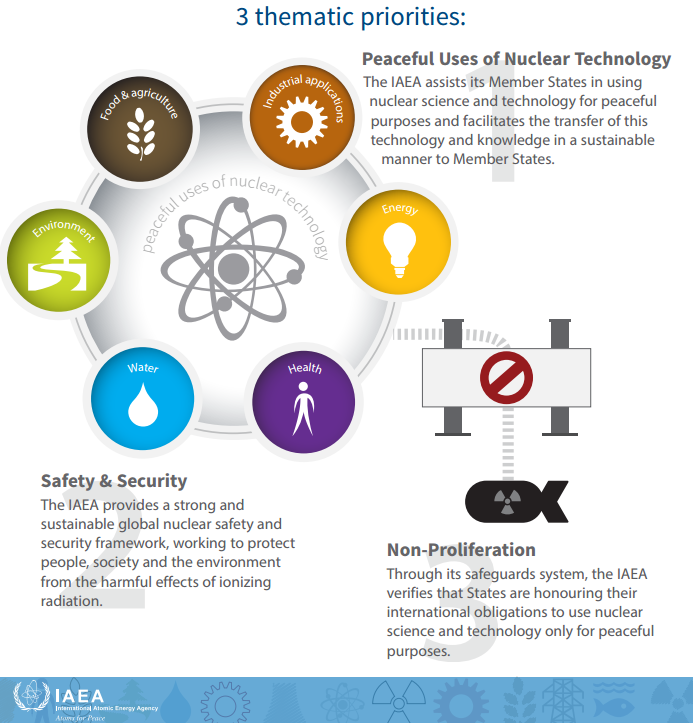 3 thematic priorities:
Peaceful Uses of Nuclear Technology
1
The IAEA assists its Member States in using
nuclear science and technology for peaceful
purposes and facilitates the transfer of this
technology and knowledge in a sustainable
manner to Member States.
Food & agriculture
Industrial applications
peaceful uses of nuclear technology
Energy
Environment
Water
Health
Safety & Security
2
The IAEA provides a strong and
sustainable global nuclear safety and
security framework, working to protect
people, society and the environment
from the harmful effects of ionizing
radiation.
Non-Proliferation
3
Through its safeguards system, the IAEA
verifies that States are honouring their
international obligations to use nuclear
science and technology only for peaceful
purposes.
IAEA
International Atomic Energy Agency
Atoms for Peace